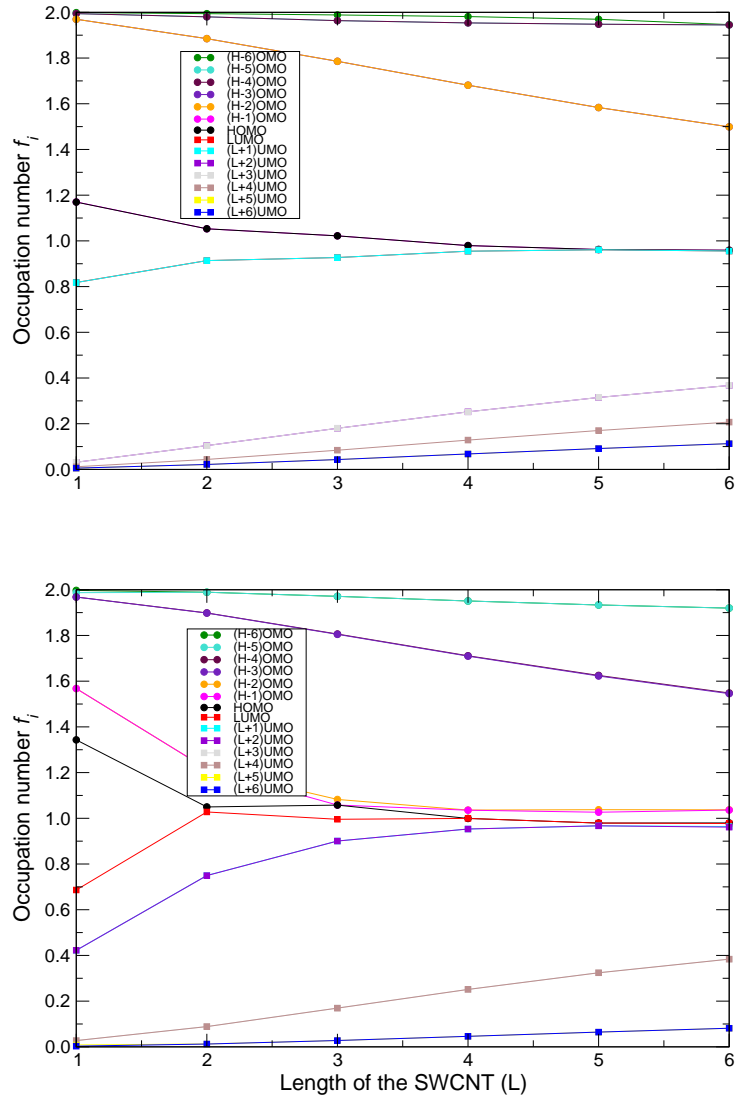 2.0
1.8
1.6
1.4
1.2
1.0
0.8
0.6
0.4
0.2
0.0
Occupation number f_i
(H-6)OMO
(H-5)OMO
(H-4)OMO
(H-3)OMO
(H-2)OMO
(H-1)OMO
HOMO
LUMO
(L+1)UMO
(L+2)UMO
(L+3)UMO
(L+4)UMO
(L+5)UMO
(L+6)UMO
1 2 3 4 5 6
2.0
1.8
1.6
1.4
1.2
1.0
0.8
0.6
0.4
0.2
0.0
Occupation number f_i
(H-6)OMO
(H-5)OMO
(H-4)OMO
(H-3)OMO
(H-2)OMO
(H-1)OMO
HOMO
LUMO
(L+1)UMO
(L+2)UMO
(L+3)UMO
(L+4)UMO
(L+5)UMO
(L+6)UMO
1 2 3 4 5 6
Length of the SWCNT (L)